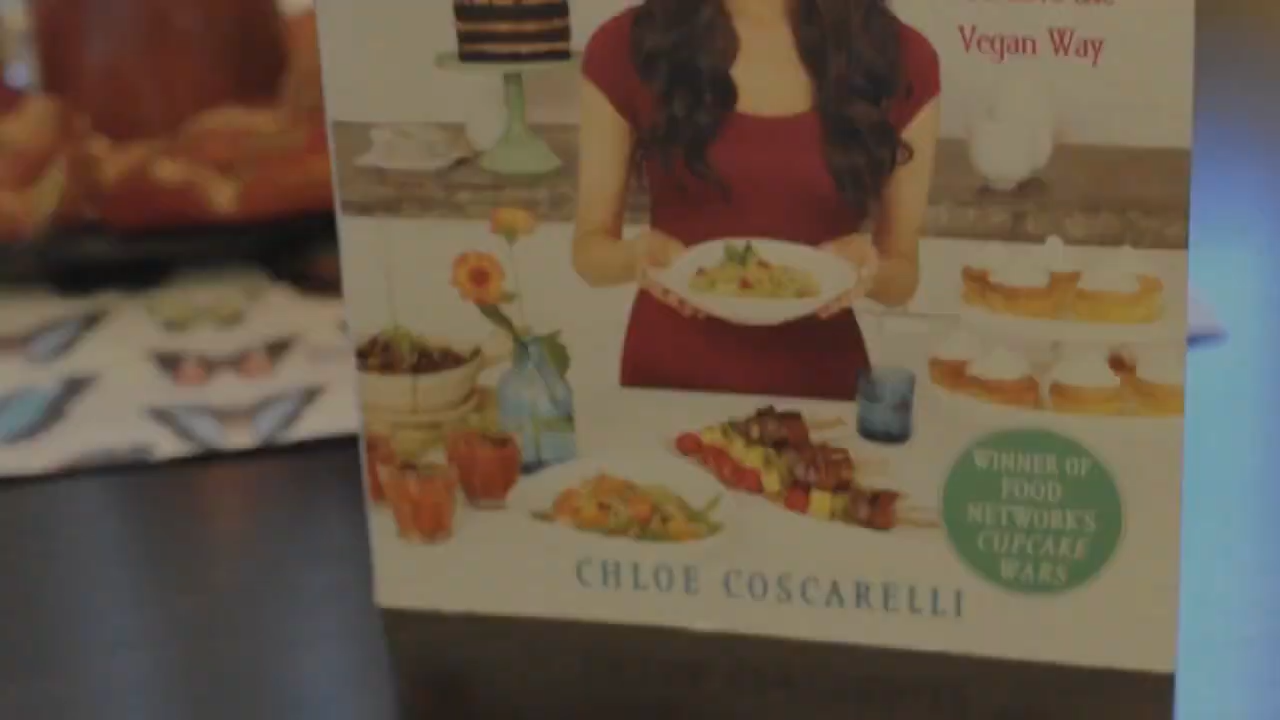 Vegan Way
WINNER OF
FOOD
NETWORK'S
CUPCAKE
WARS
CHLOE COSCARELLI